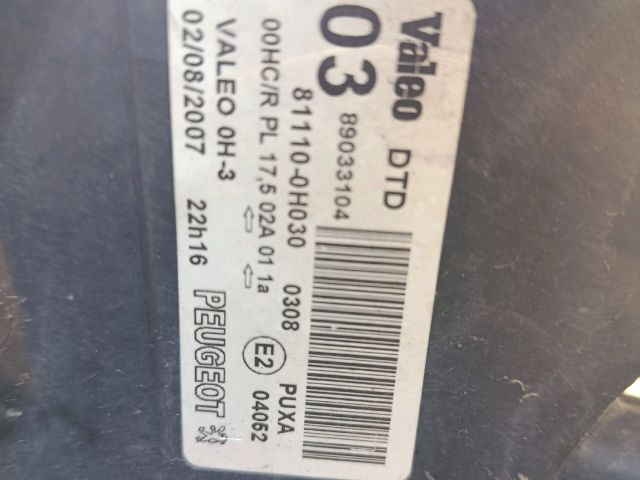 Valeo DTD
03 89033104
81110-0H030 0308 PUXA
00HC/R PL 17,5 02A 01 1a E2 04052
VALEO 0H-3
02/08/2007 22h16 PEUGEOT